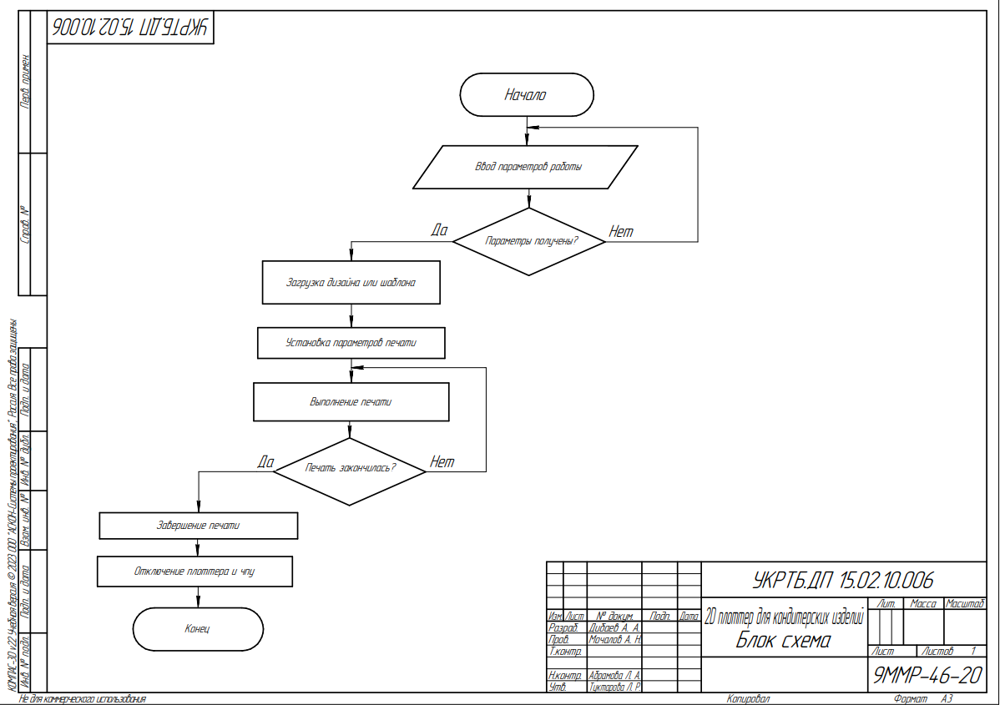 УКРТБ.ДП 15.02.10.006
Перв. примен.
Справ. №
Подп. и дата
Инв. № дубл.
Взам. инв. №
Подп. и дата
Инв. № подл.
КОМПАС-3D v22 Учебная версия © 2023 ООО "АСКОН-Системы проектирования", Россия. Все права защищены.
Начало
Ввод параметров работы
Параметры получены?
Да
Нет
Загрузка дизайна или шаблона
Установка параметров печати
Выполнение печати
Печать закончилась?
Да
Нет
Завершение печати
Отключение плоттера и чпу
Конец
УКРТБ.ДП 15.02.10.006
Изм. Лист № докум. Подп. Дата
Разраб. Дибаев А. А.
Пров. Мочалов А. Н.
Т.контр.
Н.контр. Абрамова Л. А.
Утв. Туктарова Л. Р.
2D плоттер для кондитерских изделий
Блок схема
Лит. Масса Масштаб
Лист Листов 1
9ММР-46-20
Не для коммерческого использования
Копировал
Формат А3